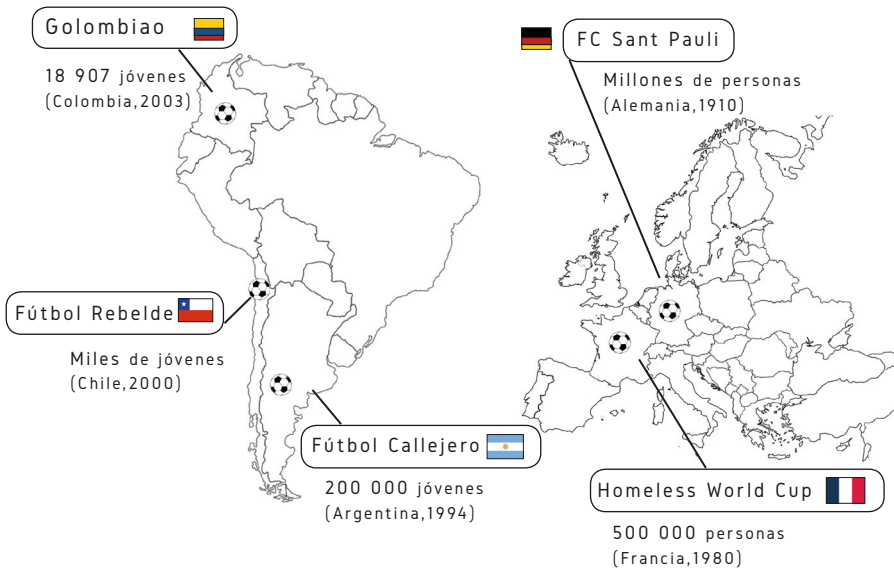 Golombiao
18 907 jóvenes
(Colombia,2003)
FC Sant Pauli
Millones de personas
(Alemania,1910)
Fútbol Rebelde
Miles de jóvenes
(Chile,2000)
Fútbol Callejero
200 000 jóvenes
(Argentina,1994)
Homeless World Cup
500 000 personas
(Francia,1980)